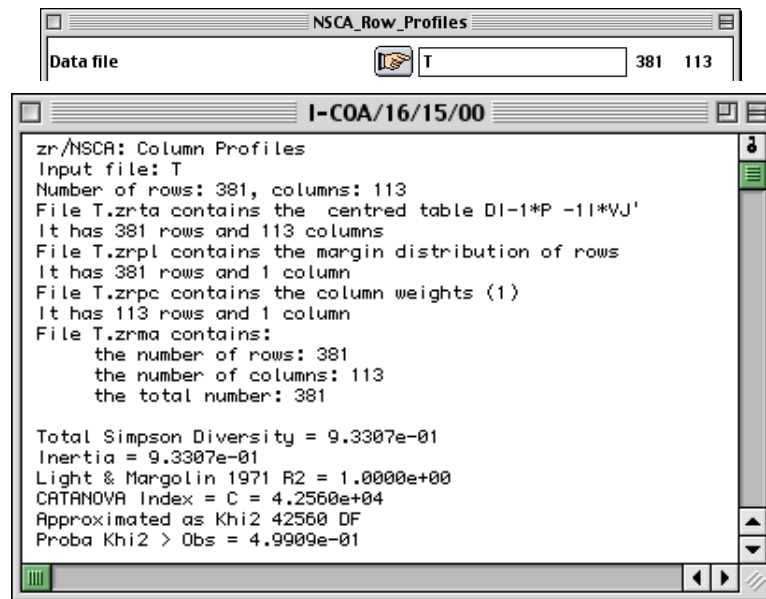 NSCA_Row_Profiles
Data file T 381 113
I-COA/16/15/00
zr/NSCA: Column Profiles
Input file: T
Number of rows: 381, columns: 113
File T.zrta contains the  centred table DI-1*P -1I*VJ'
It has 381 rows and 113 columns
File T.zrpl contains the margin distribution of rows
It has 381 rows and 1 column
File T.zrpc contains the column weights (1)
It has 113 rows and 1 column
File T.zrma contains:
the number of rows: 381
the number of columns: 113
the total number: 381
Total Simpson Diversity = 9.3307e-01
Inertia = 9.3307e-01
Light & Margolin 1971 R2 = 1.0000e+00
CATANOVA Index = C = 4.2560e+04
Approximated as Khi2 42560 DF
Proba Khi2 > Obs = 4.9909e-01